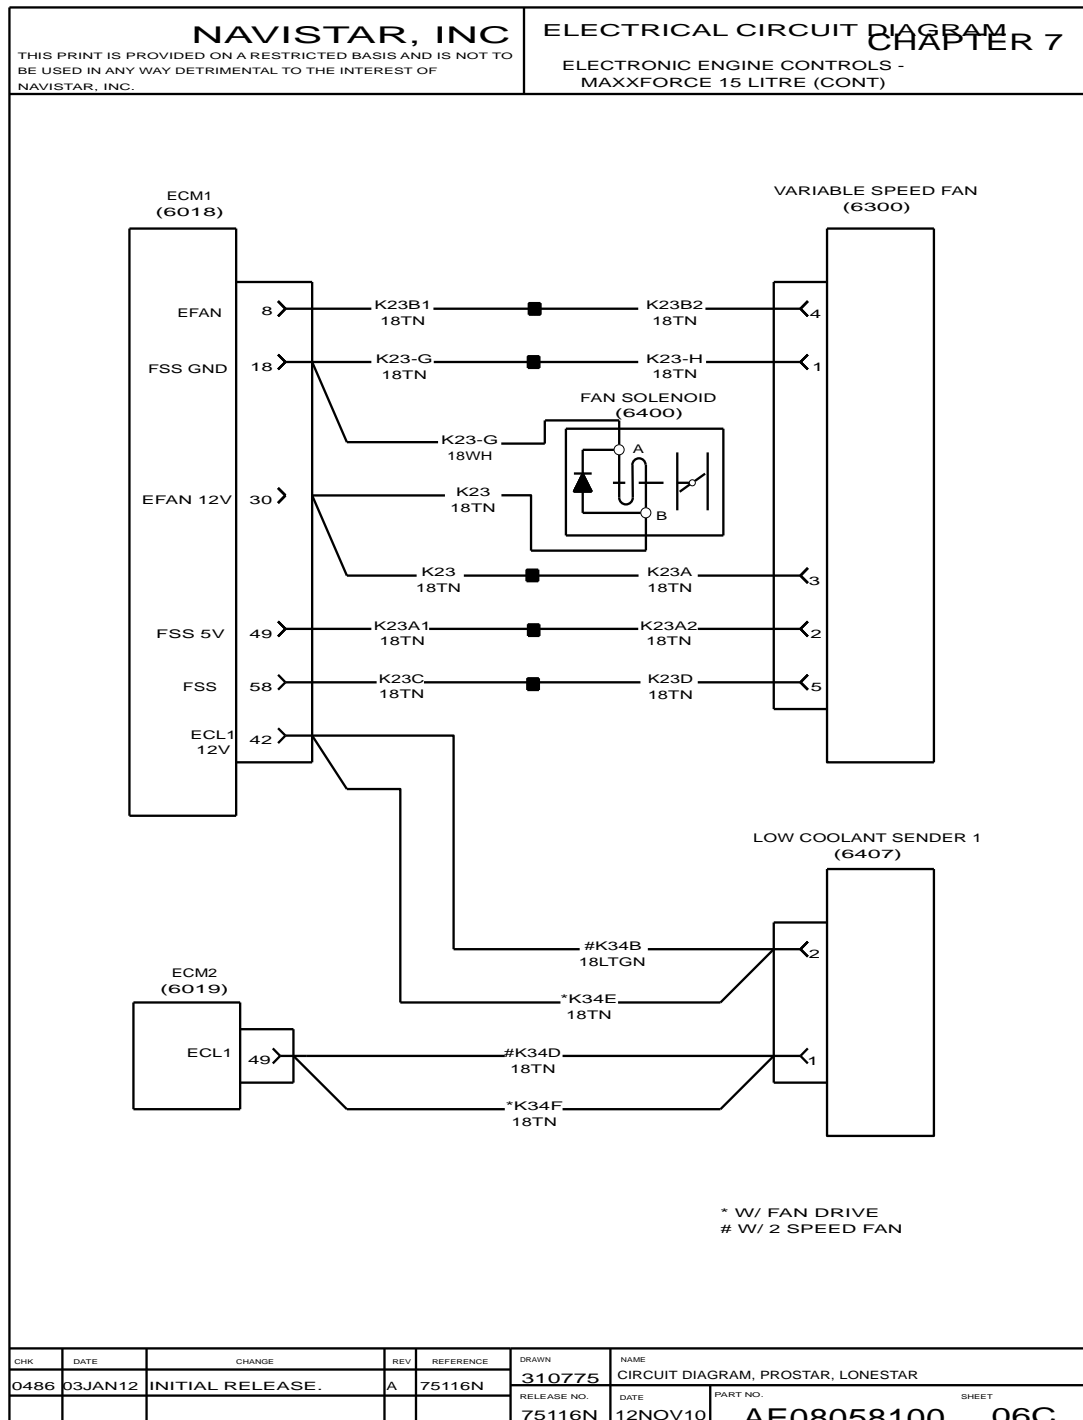 NAVISTAR, INC
THIS PRINT IS PROVIDED ON A RESTRICTED BASIS AND IS NOT TO
BE USED IN ANY WAY DETRIMENTAL TO THE INTEREST OF
NAVISTAR, INC.
ELECTRICAL CIRCUIT DIAGRAM
CHAPTER 7
ELECTRONIC ENGINE CONTROLS -
MAXXFORCE 15 LITRE (CONT)
ECM1
(6018)
VARIABLE SPEED FAN
(6300)
EFAN 8 K23B1 K23B2 4
18TN 18TN
FSS GND 18 K23-G K23-H 1
18TN 18TN
FAN SOLENOID
(6400)
K23-G A
18WH
EFAN 12V 30 K23
18TN B
K23 K23A 3
18TN 18TN
FSS 5V 49 K23A1 K23A2 2
18TN 18TN
FSS 58 K23C K23D 5
18TN 18TN
ECL1 42
12V
LOW COOLANT SENDER 1
(6407)
#K34B 2
18LTGN
ECM2
(6019)
*K34E
18TN
ECL1 49 #K34D 1
18TN
*K34F
18TN
* W/ FAN DRIVE
# W/ 2 SPEED FAN
CHK DATE CHANGE REV REFERENCE DRAWN NAME
0486 03JAN12 INITIAL RELEASE. A 75116N 310775 CIRCUIT DIAGRAM, PROSTAR, LONESTAR
RELEASE NO. DATE PART NO. SHEET
75116N 12NOV10 AE08058100 06C